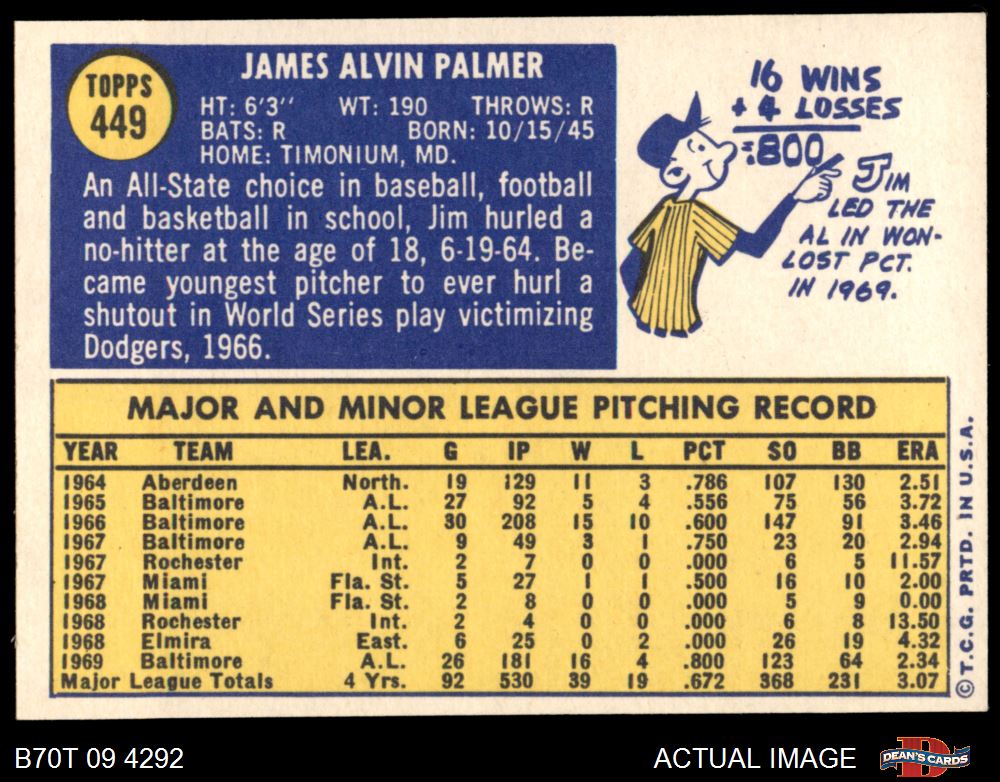 TOPPS
449
JAMES ALVIN PALMER
HT: 6'3" WT: 190 THROWS: R
BATS: R BORN: 10/15/45
HOME: TIMONIUM, MD.
An All-State choice in baseball, football
and basketball in school, Jim hurled a
no-hitter at the age of 18, 6-19-64. Be-
came youngest pitcher to ever hurl a
shutout in World Series play victimizing
Dodgers, 1966.
16 WINS
+ 4 LOSSES
=.800
JIM
LED THE
AL IN WON-
LOST PCT.
IN 1969.
MAJOR AND MINOR LEAGUE PITCHING RECORD
YEAR TEAM LEA. G IP W L PCT SO BB ERA
1964 Aberdeen North. 19 129 11 3 .786 107 130 2.51
1965 Baltimore A.L. 27 92 5 4 .556 75 56 3.72
1966 Baltimore A.L. 30 208 15 10 .600 147 91 3.46
1967 Baltimore A.L. 9 49 3 1 .750 23 20 2.94
1967 Rochester Int. 2 7 0 0 .000 6 5 11.57
1967 Miami Fla. St. 5 27 1 1 .500 16 10 2.00
1968 Miami Fla. St. 2 8 0 0 .000 5 9 0.00
1968 Rochester Int. 2 4 0 0 .000 6 8 13.50
1968 Elmira East. 6 25 0 2 .000 26 19 4.32
1969 Baltimore A.L. 26 181 16 4 .800 123 64 2.34
Major League Totals 4 Yrs. 92 530 39 19 .672 368 231 3.07
© T.C.G. PRTD. IN U.S.A.
B70T 09 4292
ACTUAL IMAGE
DEAN'S CARDS